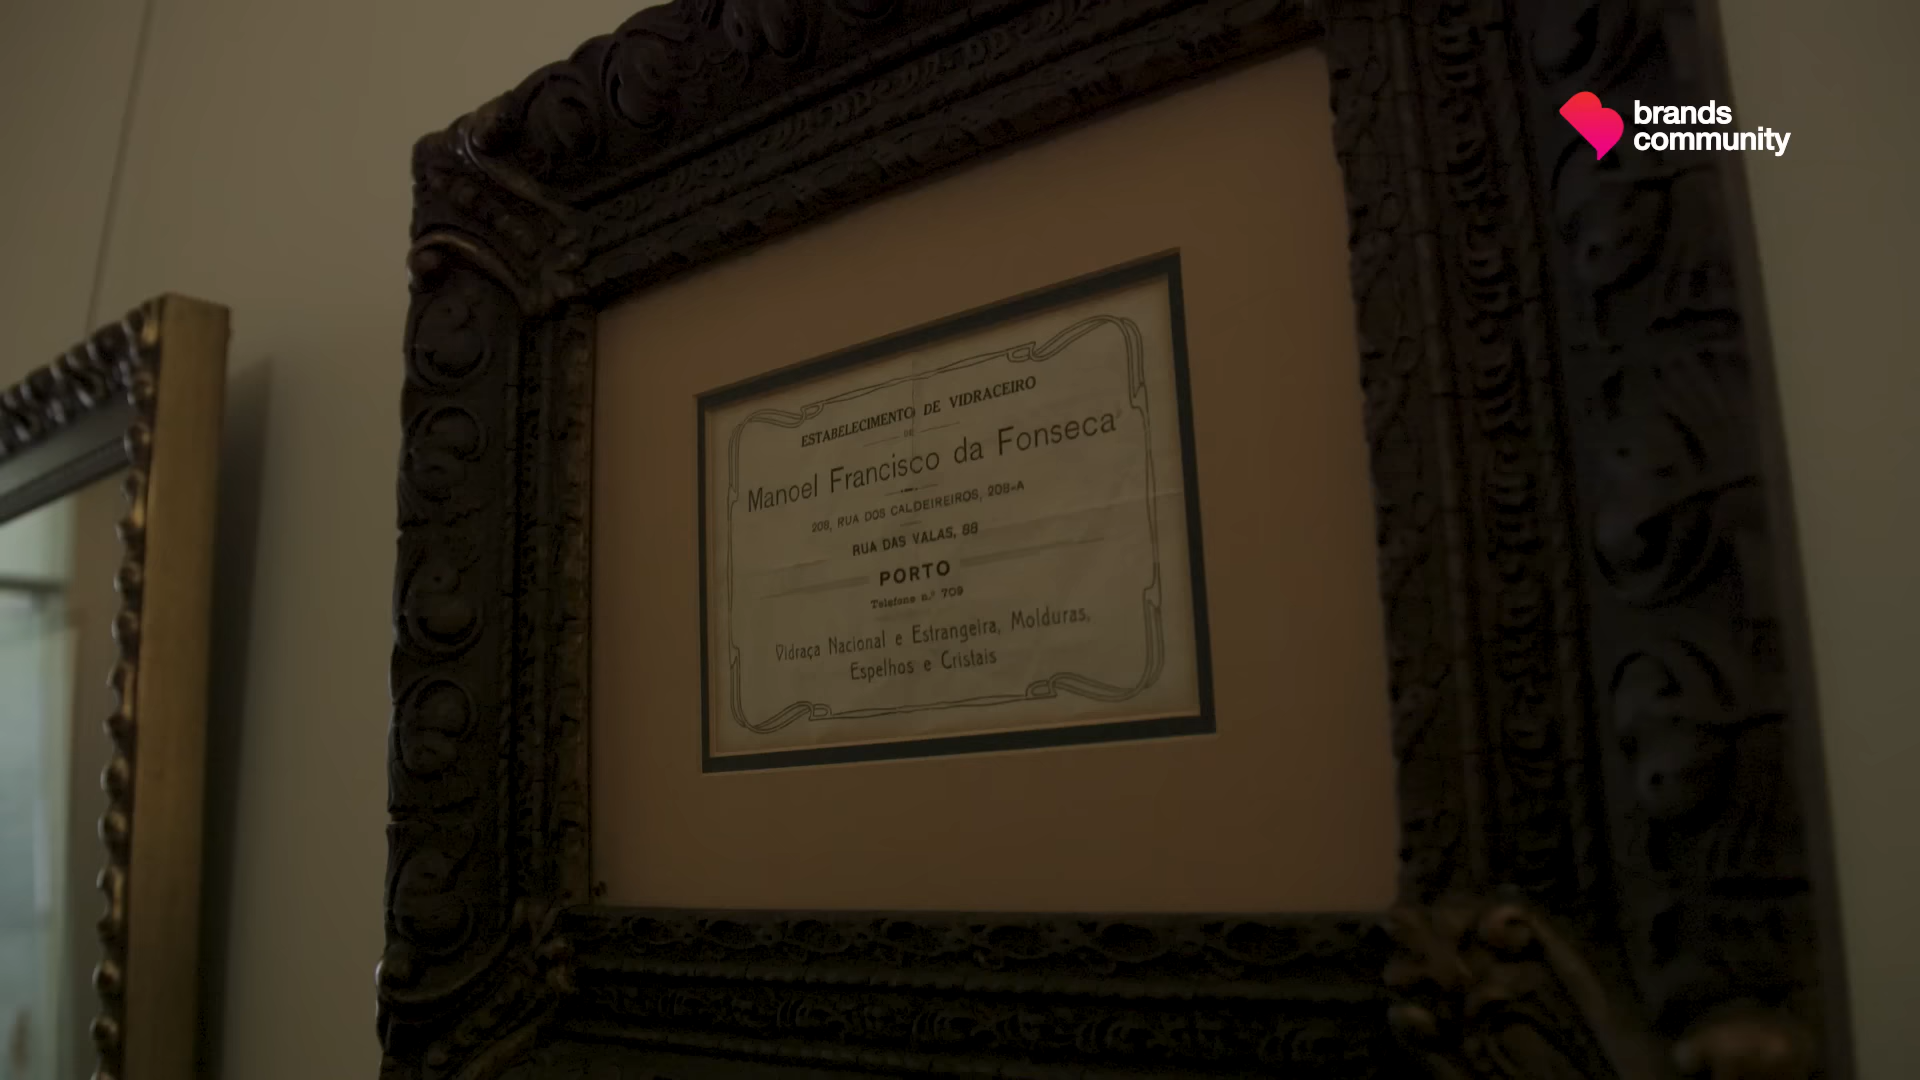 brands
community
ESTABELECIMENTO DE VIDRACEIRO
DE
Manoel Francisco da Fonseca
208, RUA DOS CALDEIREIROS, 208-A
RUA DAS VALAS, 88
PORTO
Telefone n.º 709
Vidraça Nacional e Estrangeira, Molduras,
Espelhos e Cristais